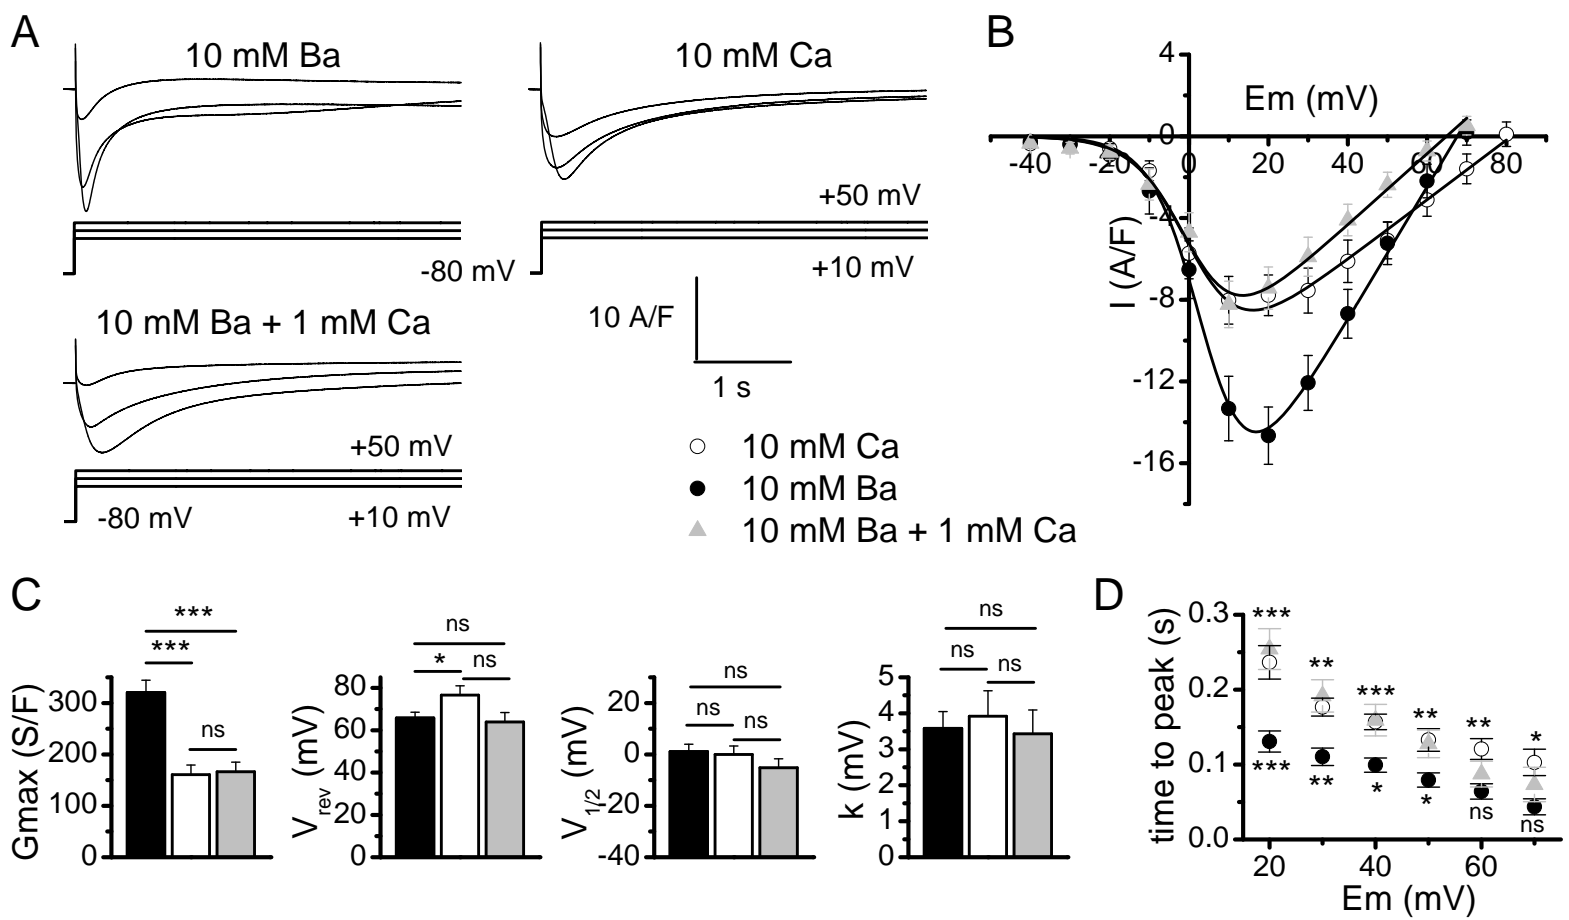 A
10 mM Ba
10 mM Ca
+50 mV
-80 mV
+10 mV
10 mM Ba + 1 mM Ca
+50 mV
-80 mV
+10 mV
10 A/F
1 s
10 mM Ca
10 mM Ba
10 mM Ba + 1 mM Ca
B
Em (mV)
I (A/F)
4
0
-4
-8
-12
-16
-40
-20
0
20
40
60
80
C
Gmax (S/F)
300
200
100
0
***
***
ns
Vrev (mV)
80
60
40
20
0
ns
*
ns
V1/2 (mV)
20
0
-20
-40
ns
ns
ns
k (mV)
5
4
3
2
1
0
ns
ns
ns
D
time to peak (s)
0.3
0.2
0.1
0.0
***
**
***
**
**
*
***
**
*
*
ns
ns
20
40
60
Em (mV)